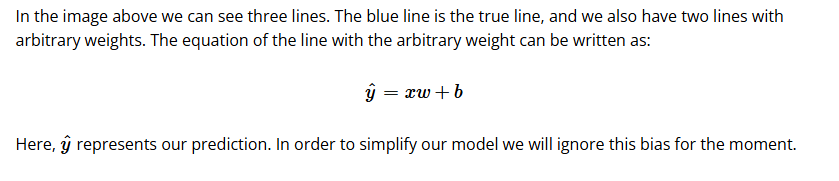 In the image above we can see three lines. The blue line is the true line, and we also have two lines with
arbitrary weights. The equation of the line with the arbitrary weight can be written as:
ŷ = xw + b
Here, ŷ represents our prediction. In order to simplify our model we will ignore this bias for the moment.